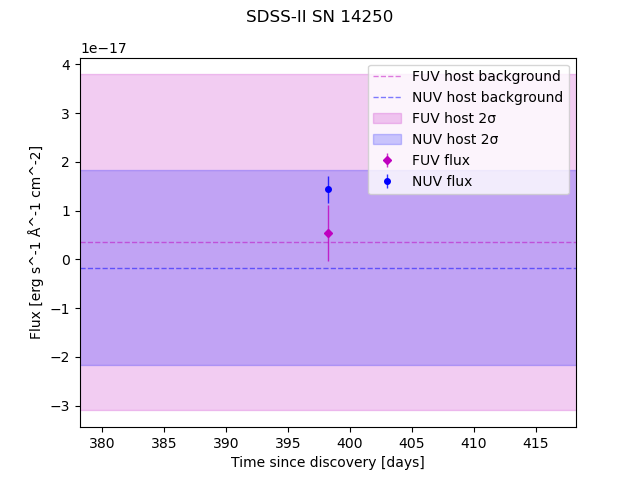 SDSS-II SN 14250
1e−17
FUV host background
NUV host background
FUV host 2σ
NUV host 2σ
FUV flux
NUV flux
4
3
2
1
0
−1
−2
−3
Flux [erg s^-1 Å^-1 cm^-2]
380 385 390 395 400 405 410 415
Time since discovery [days]